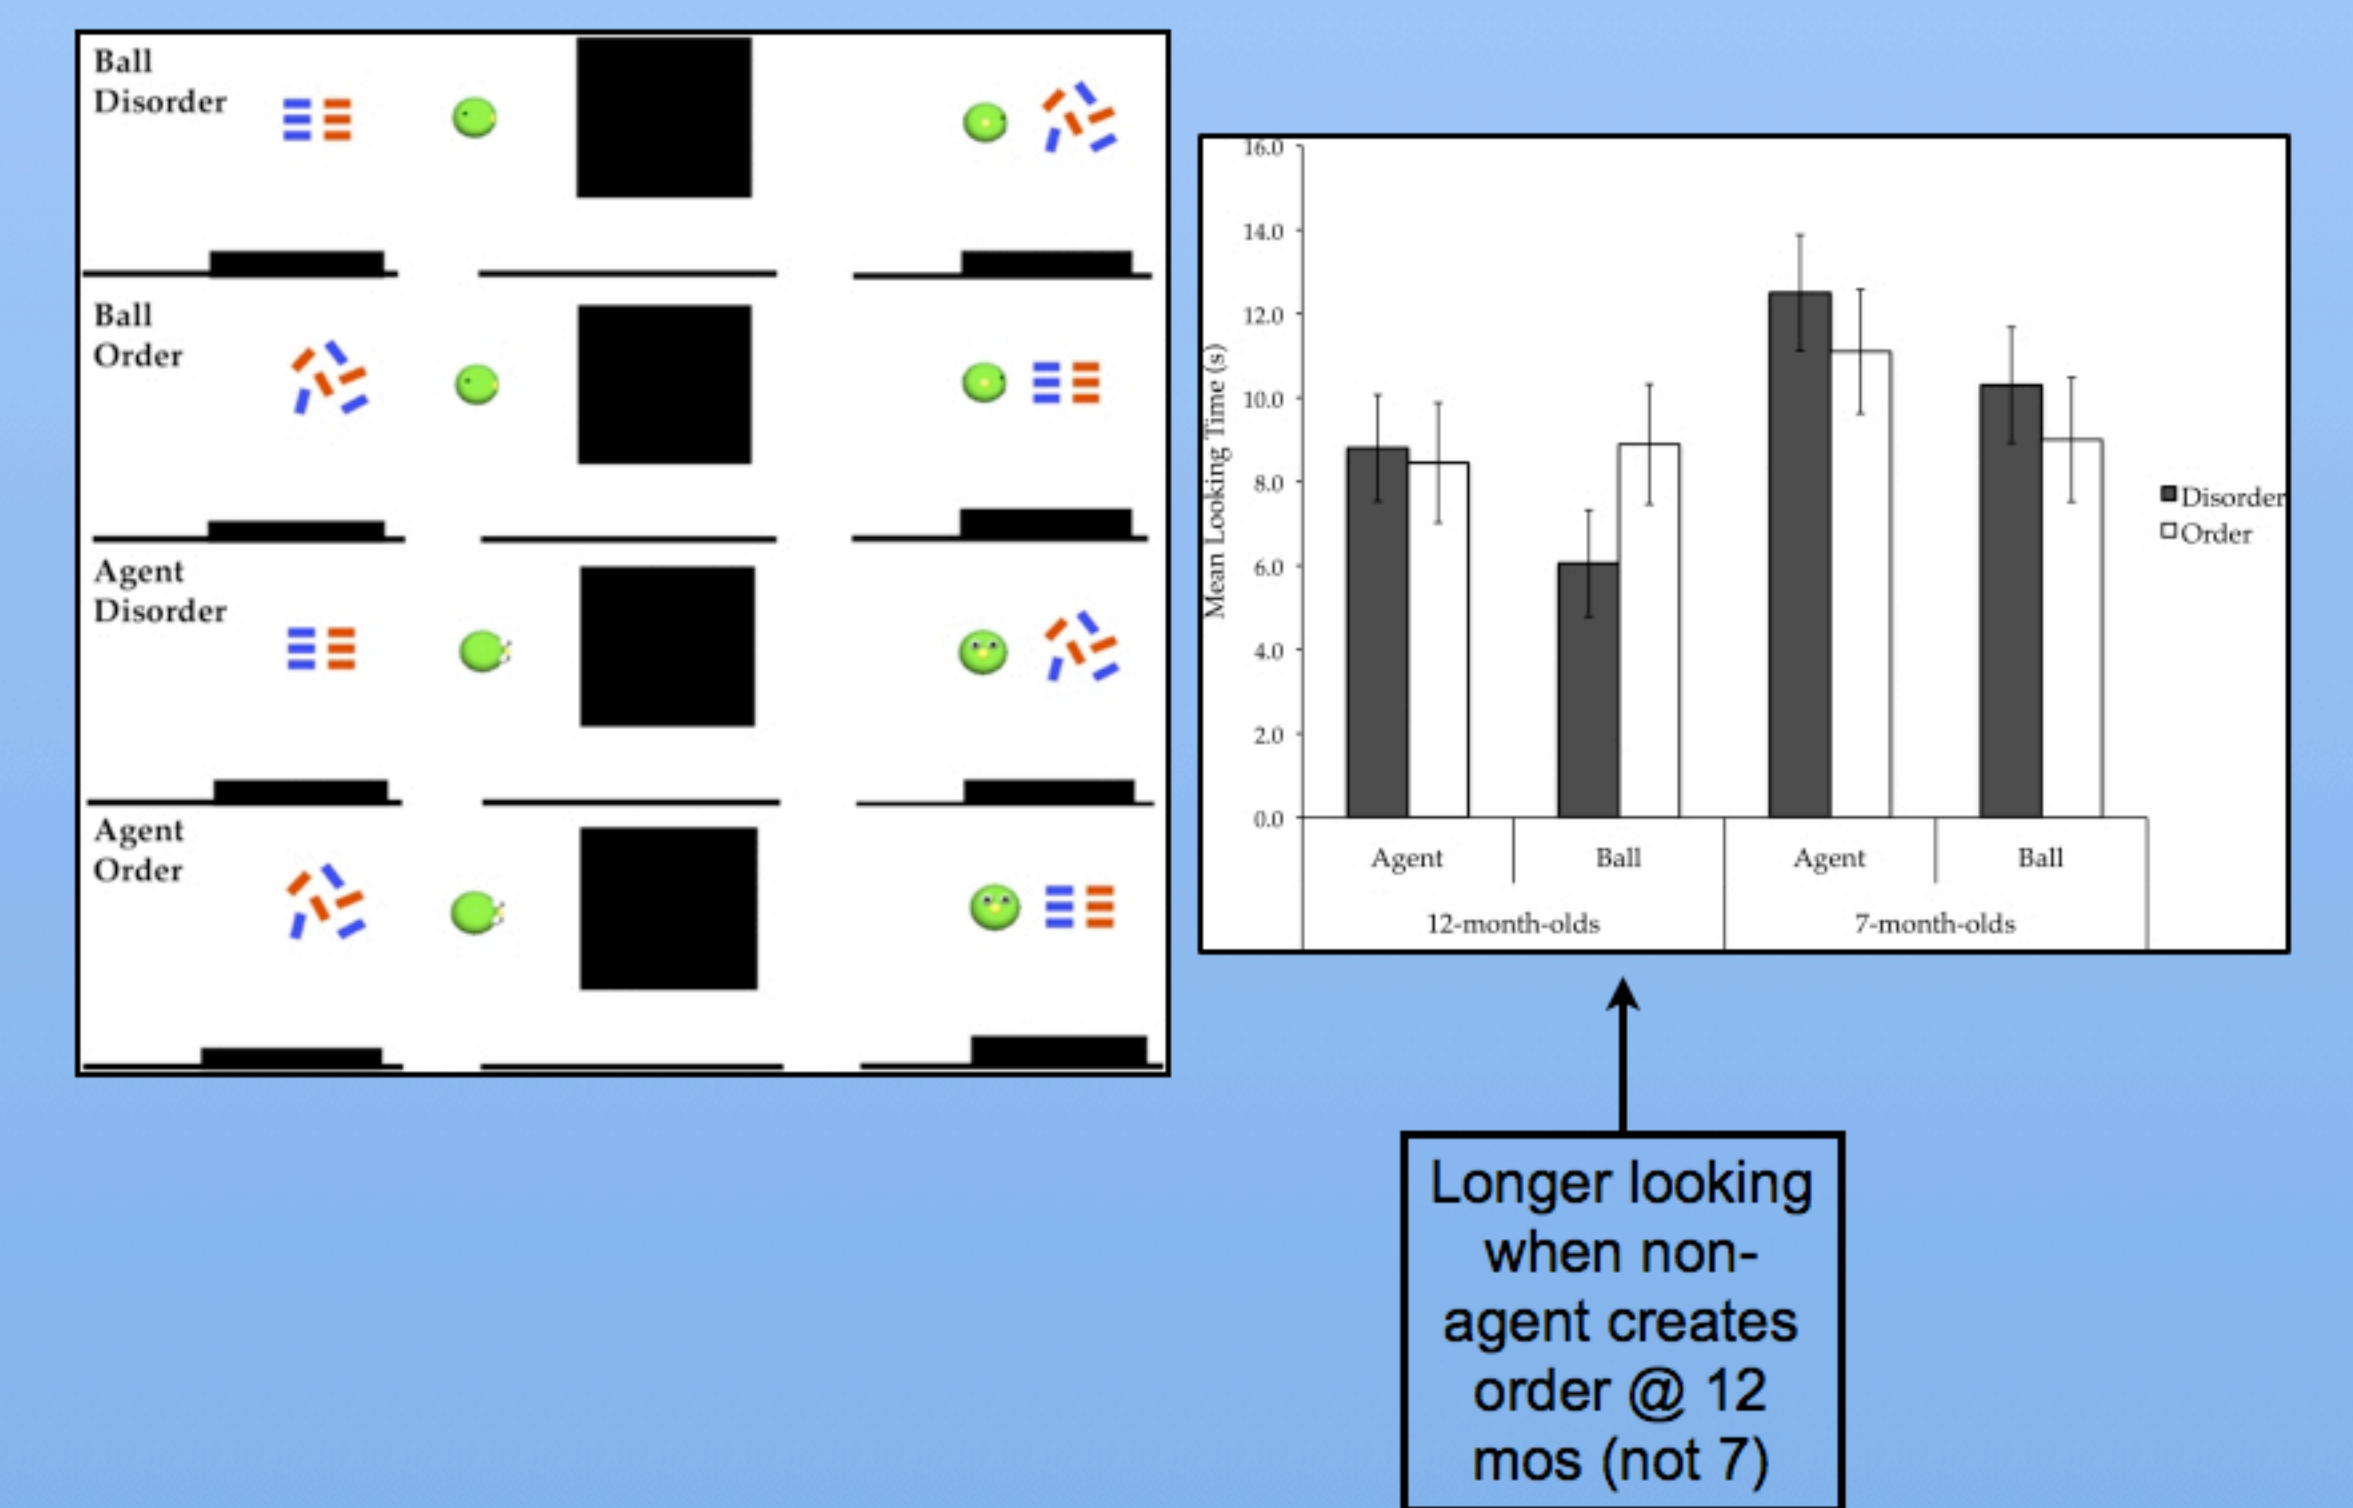 Ball
Disorder
Ball
Order
Agent
Disorder
Agent
Order
16.0
14.0
12.0
10.0
8.0
6.0
4.0
2.0
0.0
Mean Looking Time (s)
Disorder
Order
Agent
Ball
Agent
Ball
12-month-olds
7-month-olds
Longer looking
when non-
agent creates
order @ 12
mos (not 7)